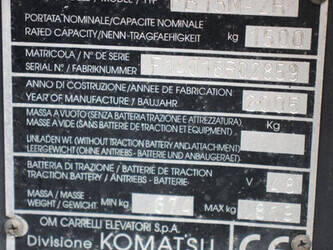 PORTATA NOMINALE/CAPACITE NOMINALE
RATED CAPACITY/NENN-TRAGFAEHIGKEIT kg 1500
MATRICOLA / N° DE SERIE
SERIAL N° / FABRIKNUMMER
ANNO DI COSTRUZIONE/ANNEE DE FABRICATION
YEAR OF MANUFACTURE / BAUJAHR 2005
MASSA A VUOTO (SENZA BATTERIA E ATTREZZATURA).
MASSE A VIDE (SANS BATTERIE DE TRACTION ET EQUIPEMENT) Kg
UNLADEN WT. (WITHOUT TRACTION BATTERY AND ATTACHMENT)
LEERGEWICHT (OHNE ANTRIEBS - BATTERIE UND ANBAUGERAET).
BATTERIA DI TRAZIONE / BATTERIE DE TRACTION
TRACTION BATTERY / ANTRIEBS - BATTERIE V
MASSA / MASSE MIN kg MAX kg
WEIGHT / GEWICHT
OM CARRELLI ELEVATORI S.p.A.
Divisione KOMATSU CE